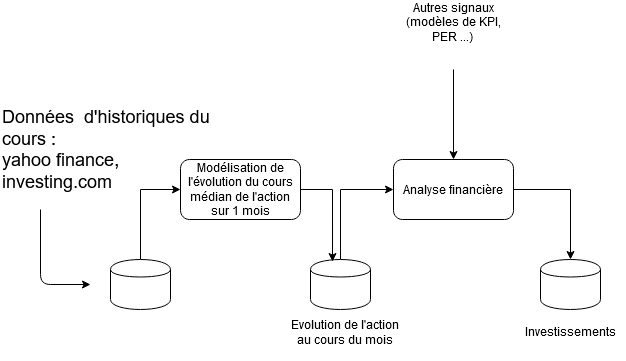 Autres signaux
(modèles de KPI,
PER ...)
Données  d'historiques du
cours :
yahoo finance,
investing.com
Modélisation de
l'évolution du cours
médian de l'action
sur 1 mois
Analyse financière
Evolution de l'action
au cours du mois
Investissements